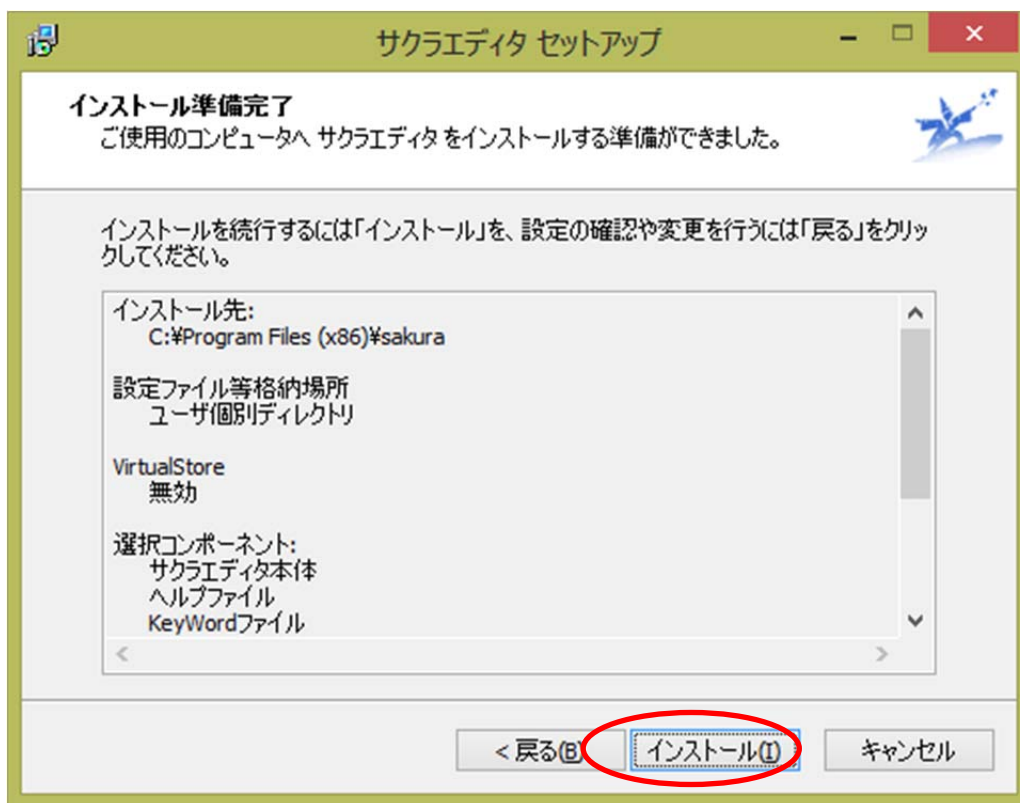 サクラエディタ セットアップ
インストール準備完了
ご使用のコンピュータへ サクラエディタ をインストールする準備ができました。
インストールを続行するには「インストール」を、設定の確認や変更を行うには「戻る」をクリッ
クしてください。
インストール先:
C:¥Program Files (x86)¥sakura
設定ファイル等格納場所
ユーザ個別ディレクトリ
VirtualStore
無効
選択コンポーネント:
サクラエディタ本体
ヘルプファイル
KeyWordファイル
< 戻る(B) インストール(I) キャンセル